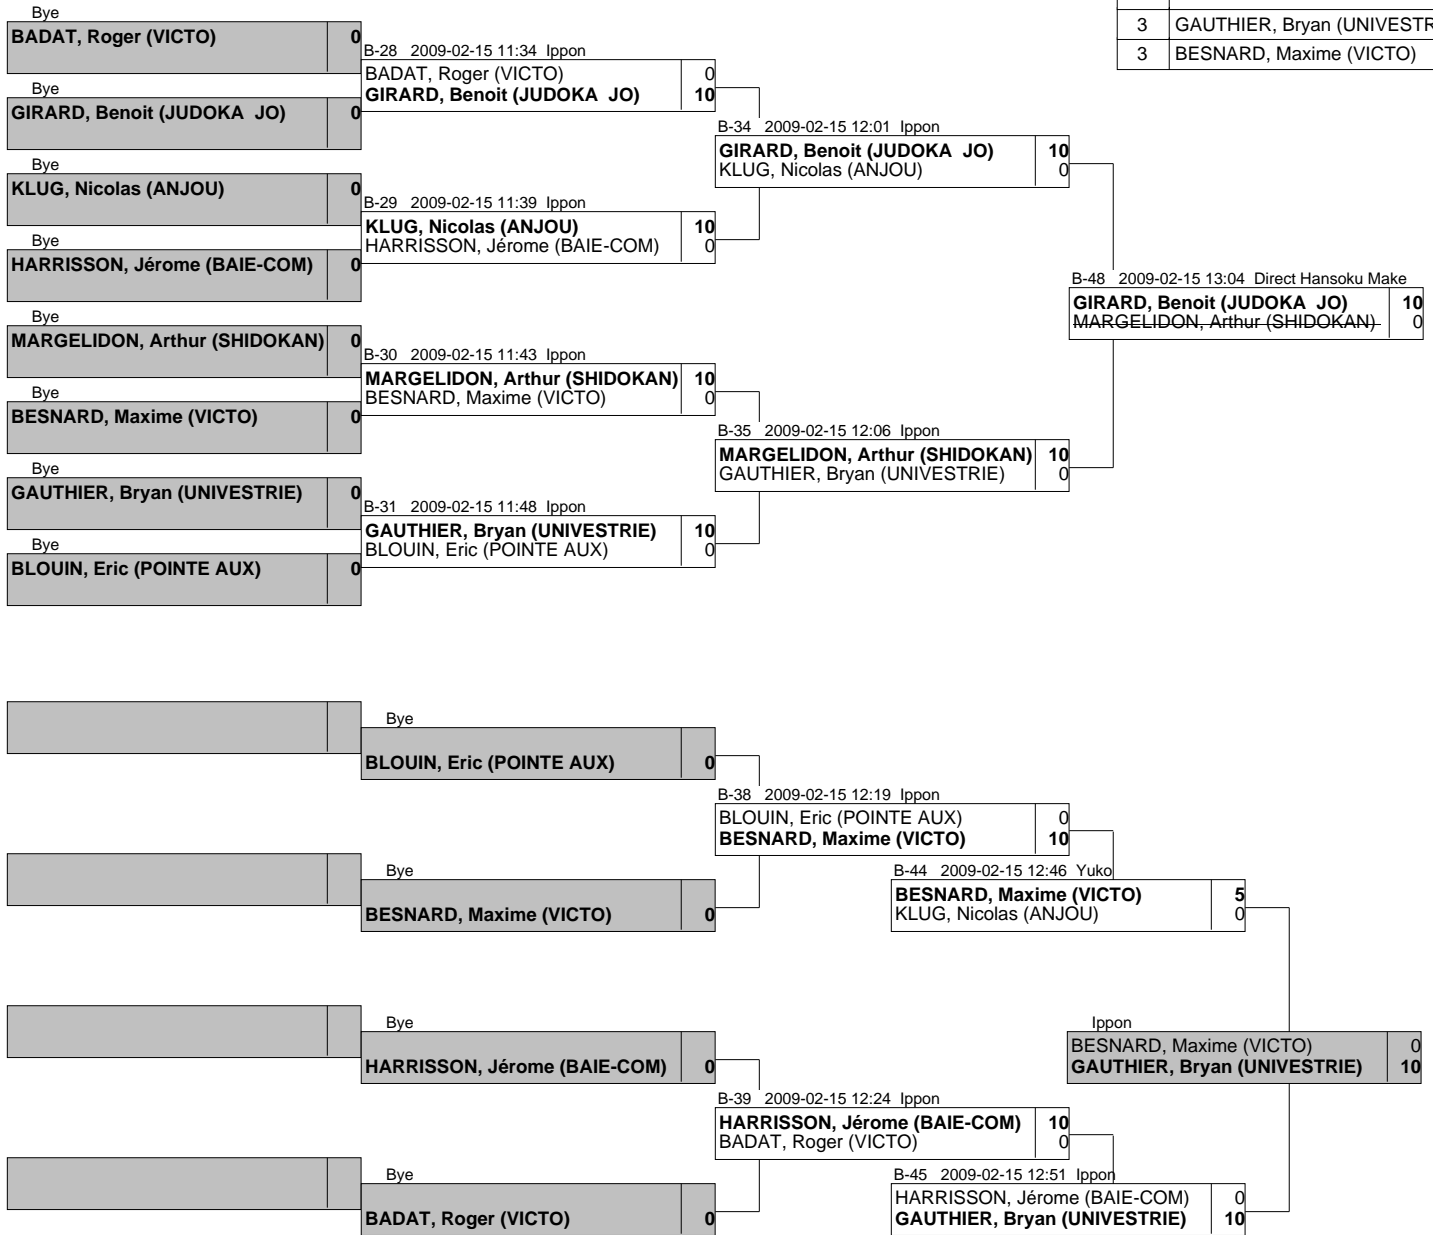 3 GAUTHIER, Bryan (UNIVESTR
3 BESNARD, Maxime (VICTO)
Bye
BADAT, Roger (VICTO) 0
Bye
GIRARD, Benoit (JUDOKA JO) 0
Bye
KLUG, Nicolas (ANJOU) 0
Bye
HARRISSON, Jérome (BAIE-COM) 0
Bye
MARGELIDON, Arthur (SHIDOKAN) 0
Bye
BESNARD, Maxime (VICTO) 0
Bye
GAUTHIER, Bryan (UNIVESTRIE) 0
Bye
BLOUIN, Eric (POINTE AUX) 0
B-28 2009-02-15 11:34 Ippon
BADAT, Roger (VICTO) 0
GIRARD, Benoit (JUDOKA JO) 10
B-29 2009-02-15 11:39 Ippon
KLUG, Nicolas (ANJOU) 10
HARRISSON, Jérome (BAIE-COM) 0
B-30 2009-02-15 11:43 Ippon
MARGELIDON, Arthur (SHIDOKAN) 10
BESNARD, Maxime (VICTO) 0
B-31 2009-02-15 11:48 Ippon
GAUTHIER, Bryan (UNIVESTRIE) 10
BLOUIN, Eric (POINTE AUX) 0
B-34 2009-02-15 12:01 Ippon
GIRARD, Benoit (JUDOKA JO) 10
KLUG, Nicolas (ANJOU) 0
B-35 2009-02-15 12:06 Ippon
MARGELIDON, Arthur (SHIDOKAN) 10
GAUTHIER, Bryan (UNIVESTRIE) 0
B-48 2009-02-15 13:04 Direct Hansoku Make
GIRARD, Benoit (JUDOKA JO) 10
MARGELIDON, Arthur (SHIDOKAN) 0
Bye
BLOUIN, Eric (POINTE AUX) 0
Bye
BESNARD, Maxime (VICTO) 0
Bye
HARRISSON, Jérome (BAIE-COM) 0
Bye
BADAT, Roger (VICTO) 0
B-38 2009-02-15 12:19 Ippon
BLOUIN, Eric (POINTE AUX) 0
BESNARD, Maxime (VICTO) 10
B-39 2009-02-15 12:24 Ippon
HARRISSON, Jérome (BAIE-COM) 10
BADAT, Roger (VICTO) 0
B-44 2009-02-15 12:46 Yuko
BESNARD, Maxime (VICTO) 5
KLUG, Nicolas (ANJOU) 0
B-45 2009-02-15 12:51 Ippon
HARRISSON, Jérome (BAIE-COM) 0
GAUTHIER, Bryan (UNIVESTRIE) 10
Ippon
BESNARD, Maxime (VICTO) 0
GAUTHIER, Bryan (UNIVESTRIE) 10